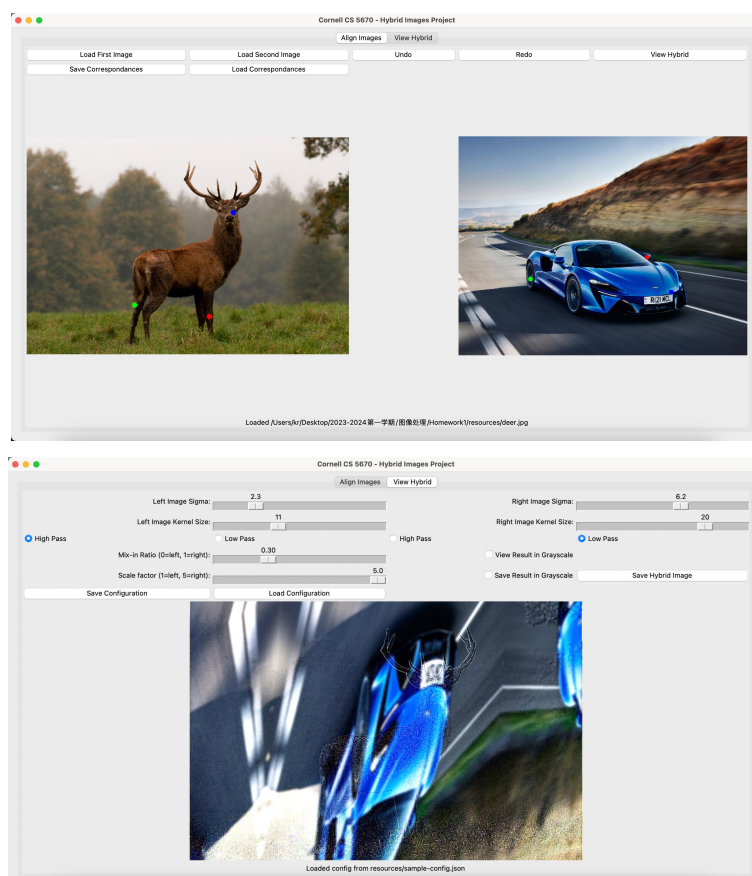 Cornell CS 5670 - Hybrid Images Project
Align Images View Hybrid
Load First Image Load Second Image Undo Redo View Hybrid
Save Correspondances Load Correspondances
Loaded /Users/kr/Desktop/2023-2024第一学期/图像处理/Homework1/resources/deer.jpg
Cornell CS 5670 - Hybrid Images Project
Align Images View Hybrid
Left Image Sigma: 2.3 Right Image Sigma: 6.2
Left Image Kernel Size: 11 Right Image Kernel Size: 20
High Pass Low Pass High Pass Low Pass
Mix-in Ratio (0=left, 1=right): 0.30 View Result in Grayscale
Scale factor (1=left, 5=right): 5.0 Save Result in Grayscale Save Hybrid Image
Save Configuration Load Configuration
Loaded config from resources/sample-config.json